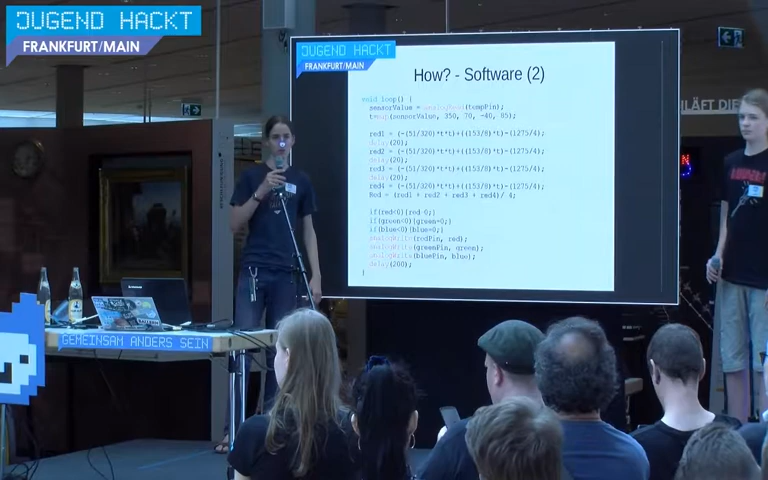 JUGEND HACKT
FRANKFURT/MAIN
JUGEND HACKT
FRANKFURT/MAIN
How? - Software (2)
void loop() {
sensorValue = analogRead(tempPin);
t=map(sensorValue, 350, 70, -40, 85);
red1 = (-(51/320)*t*t)+((153/8)*t)-(1275/4);
delay(20);
red2 = (-(51/320)*t*t)+((153/8)*t)-(1275/4);
delay(20);
red3 = (-(51/320)*t*t)+((153/8)*t)-(1275/4);
delay(20);
red4 = (-(51/320)*t*t)+((153/8)*t)-(1275/4);
Red = (red1 + red2 + red3 + red4)/ 4;
if(red<0){red=0;}
if(green<0){green=0;}
if(blue<0){blue=0;}
analogWrite(redPin, red);
analogWrite(greenPin, green);
analogWrite(bluePin, blue);
delay(200);
}
GEMEINSAM ANDERS SEIN